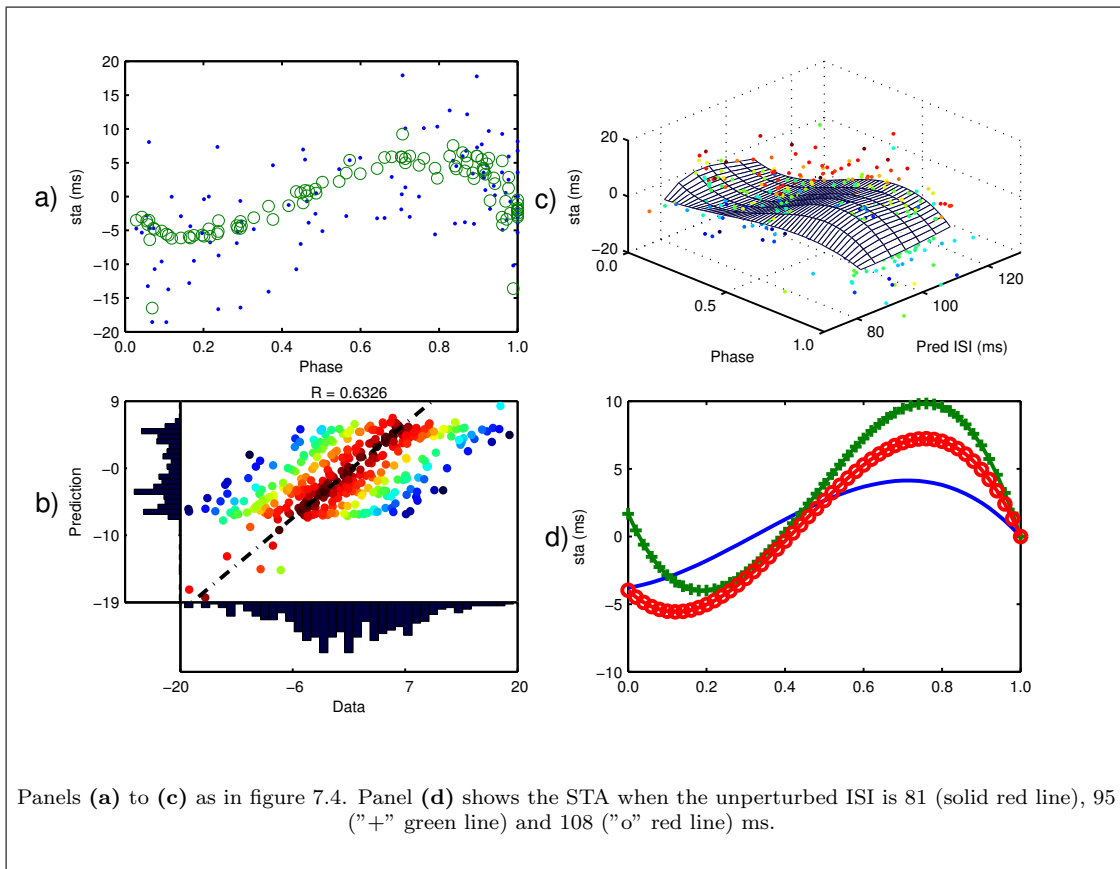 a)
sta (ms)
20
15
10
5
0
−5
−10
−15
−20
0.0 0.2 0.4 0.6 0.8 1.0
Phase
c)
sta (ms)
20
0
−20
0.0
0.5
1.0
Phase
80
100
120
Pred ISI (ms)
R = 0.6326
b)
Prediction
9
−0
−10
−19
−20 −6 7 20
Data
d)
sta (ms)
10
5
0
−5
−10
0.0 0.2 0.4 0.6 0.8 1.0
Panels (a) to (c) as in figure 7.4. Panel (d) shows the STA when the unperturbed ISI is 81 (solid red line), 95
("+" green line) and 108 ("o" red line) ms.